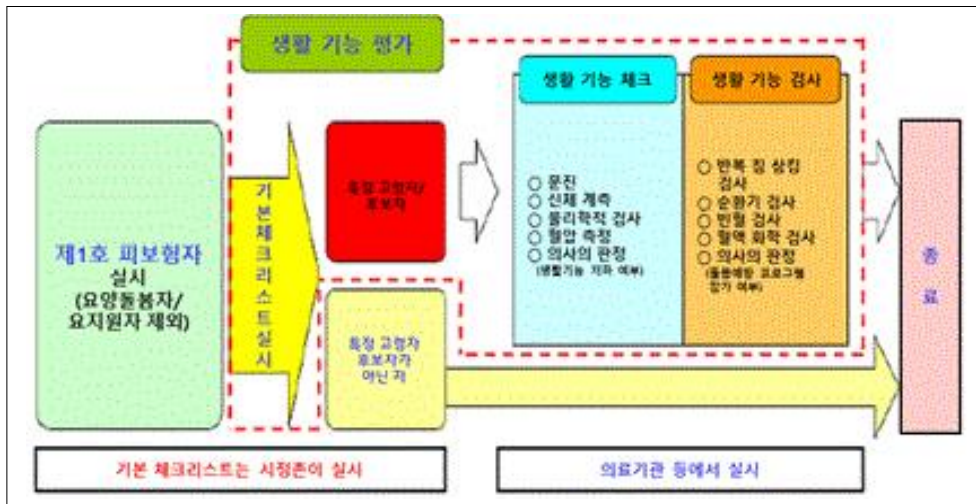 생활 기능 평가
제1호 피보험자
실시
(요양돌봄자/
요지원자 제외)
기본체크리스트실시
특정 고령자/
후보자
특정 고령자
후보자가
아닌 자
생활 기능 체크
○ 문진
○ 신체 계측
○ 물리학적 검사
○ 혈압 측정
○ 의사의 판정
(생활기능 저하 여부)
생활 기능 검사
○ 반복 침 삼킴
검사
○ 순환기 검사
○ 빈혈 검사
○ 혈액 화학 검사
○ 의사의 판정
(돌봄예방 프로그램
참가 여부)
종료
기본 체크리스트는 시정촌이 실시
의료기관 등에서 실시